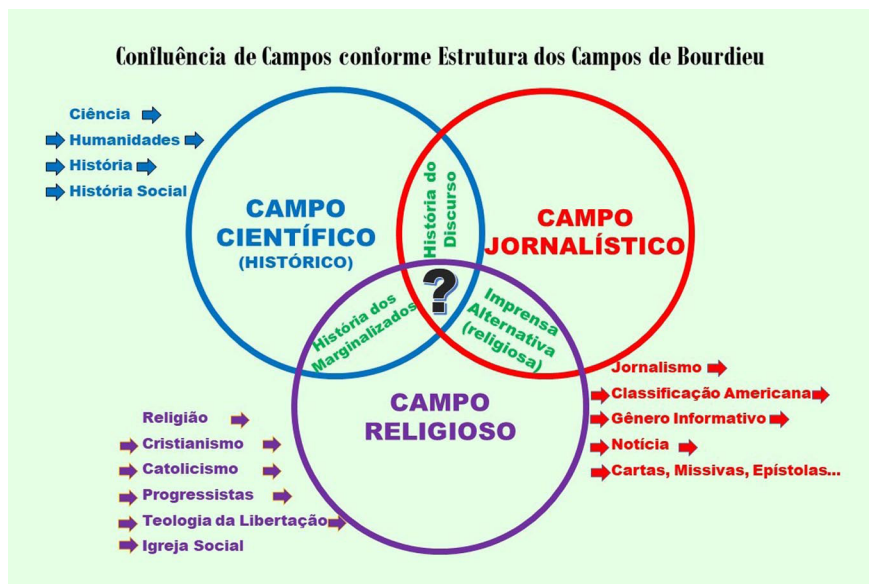 Confluência de Campos conforme Estrutura dos Campos de Bourdieu
Ciência
Humanidades
História
História Social
CAMPO
CIENTÍFICO
(HISTÓRICO)
História do
Discurso
CAMPO
JORNALÍSTICO
?
História dos
Marginalizados
Imprensa
Alternativa
(religiosa)
CAMPO
RELIGIOSO
Jornalismo
Classificação Americana
Gênero Informativo
Notícia
Cartas, Missivas, Epístolas...
Religião
Cristianismo
Catolicismo
Progressistas
Teologia da Libertação
Igreja Social